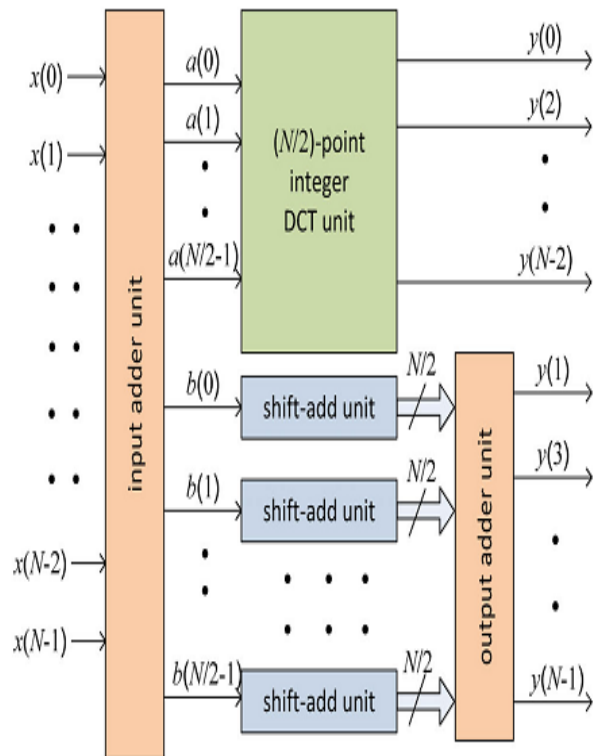 x(0)
x(1)
x(N-2)
x(N-1)
input adder unit
a(0)
a(1)
a(N/2-1)
b(0)
b(1)
b(N/2-1)
(N/2)-point
integer
DCT unit
shift-add unit
shift-add unit
shift-add unit
N/2
N/2
N/2
output adder unit
y(0)
y(2)
y(N-2)
y(1)
y(3)
y(N-1)